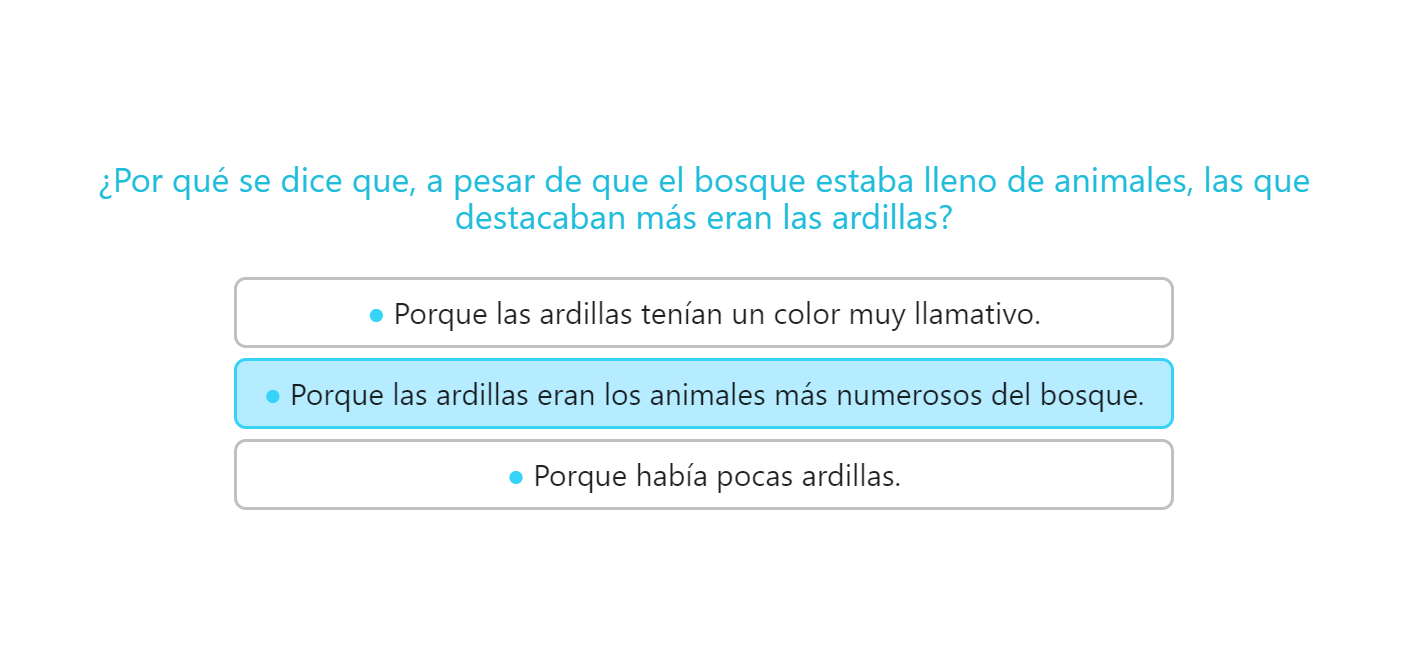 ¿Por qué se dice que, a pesar de que el bosque estaba lleno de animales, las que
destacaban más eran las ardillas?
● Porque las ardillas tenían un color muy llamativo.
● Porque las ardillas eran los animales más numerosos del bosque.
● Porque había pocas ardillas.